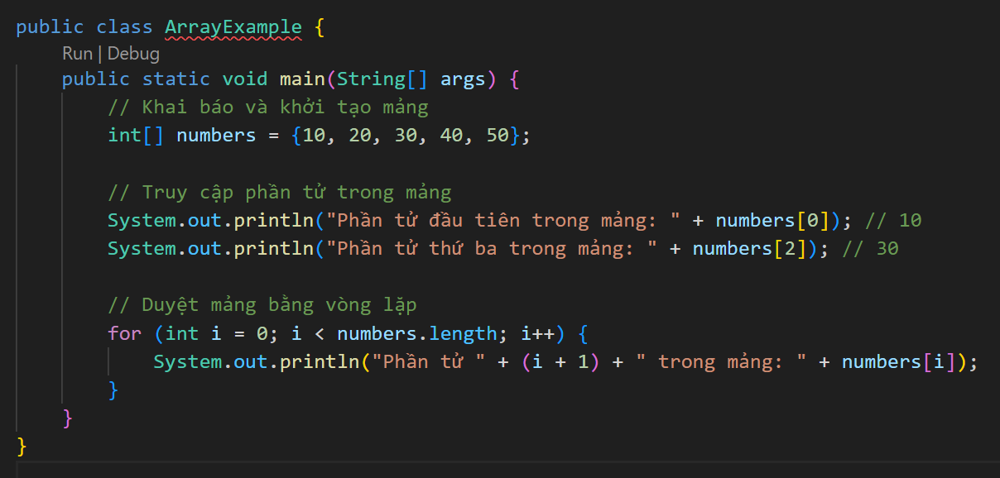 public class ArrayExample {
Run | Debug
public static void main(String[] args) {
// Khai báo và khởi tạo mảng
int[] numbers = {10, 20, 30, 40, 50};
// Truy cập phần tử trong mảng
System.out.println("Phần tử đầu tiên trong mảng: " + numbers[0]); // 10
System.out.println("Phần tử thứ ba trong mảng: " + numbers[2]); // 30
// Duyệt mảng bằng vòng lặp
for (int i = 0; i < numbers.length; i++) {
System.out.println("Phần tử " + (i + 1) + " trong mảng: " + numbers[i]);
}
}
}